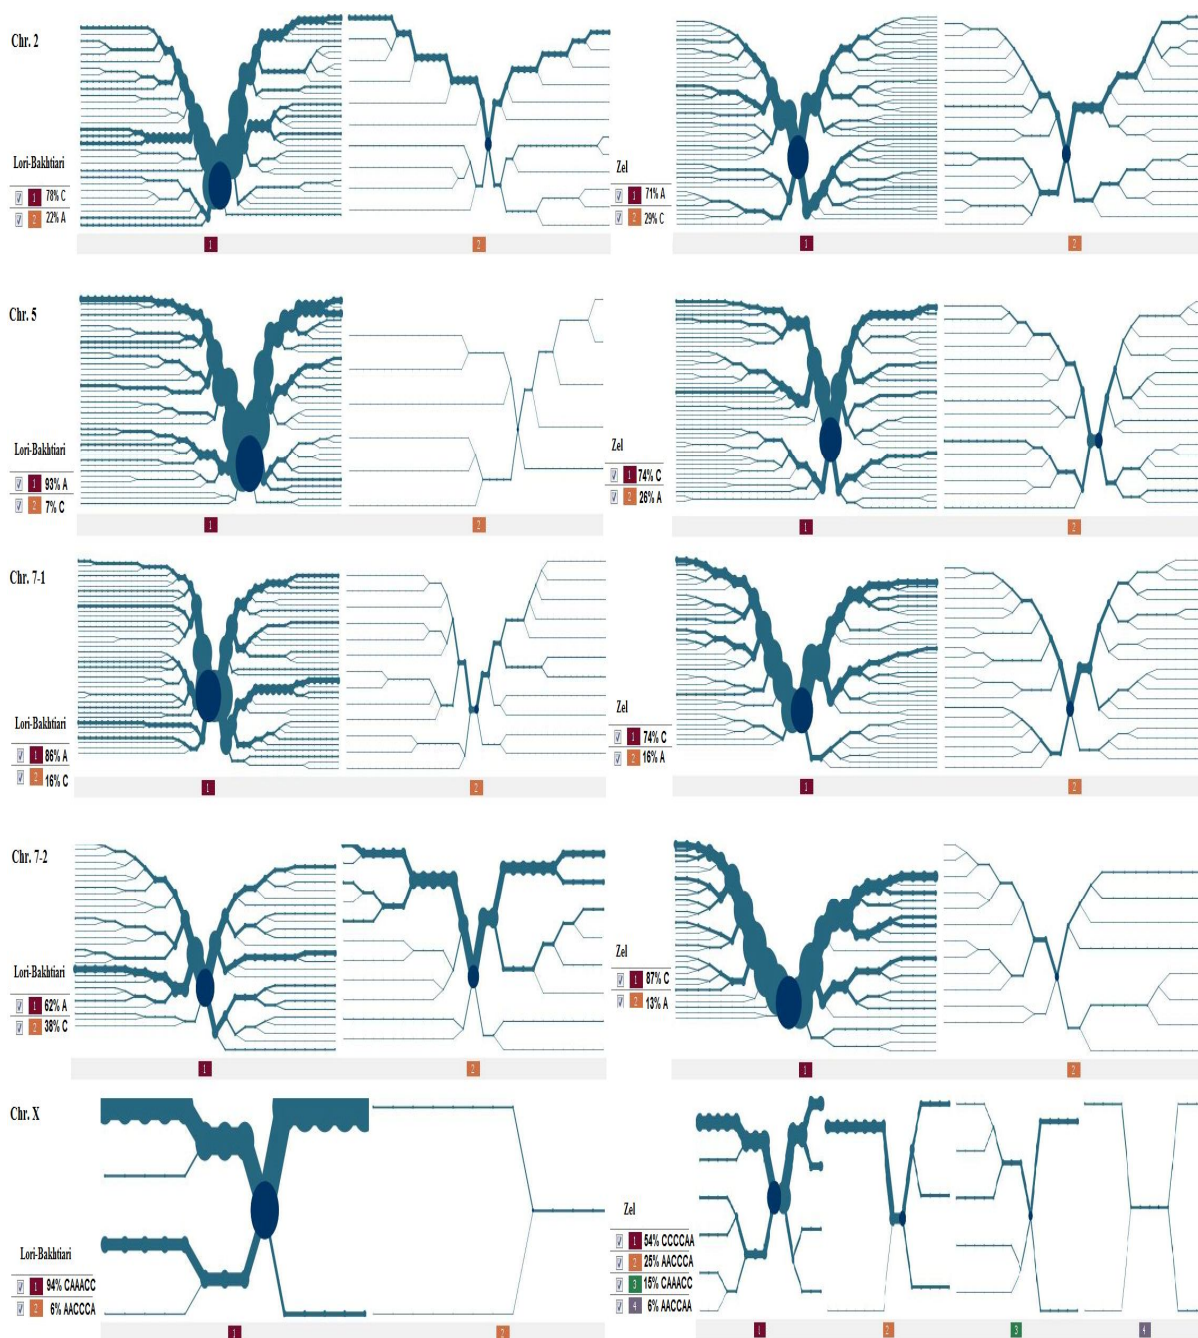 Chr. 2
Lori-Bakhtiari
1 78% C
2 22% A
1
2
Zel
1 71% A
2 29% C
1
2
Chr. 5
Lori-Bakhtiari
1 93% A
2 7% C
1
2
Zel
1 74% C
2 26% A
1
2
Chr. 7-1
Lori-Bakhtiari
1 86% A
2 16% C
1
2
Zel
1 74% C
2 16% A
1
2
Chr. 7-2
Lori-Bakhtiari
1 62% A
2 38% C
1
2
Zel
1 87% C
2 13% A
1
2
Chr. X
Lori-Bakhtiari
1 94% CAAACC
2 6% AACCCA
1
2
Zel
1 54% CCCCAA
2 25% AACCCA
3 15% CAAACC
4 6% AACCAA
1
2
3
4